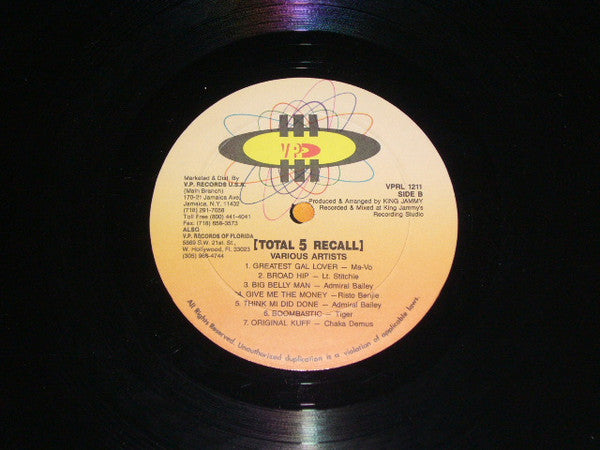 V.P.
Marketed & Dist. By
V.P. RECORDS U.S.A.
(Main Branch)
170-21 Jamaica Ave.
Jamaica, N.Y. 11432
(718) 291-7058
Toll Free (800) 441-4041
Fax: (718) 658-3573
ALSO
V.P. RECORDS OF FLORIDA
5569 S.W. 21st. St.,
W. Hollywood, Fl. 33023
(305) 966-4744
VPRL 1211
SIDE B
Produced & Arranged by KING JAMMY
Recorded & Mixed at King Jammy's
Recording Studio
[TOTAL 5 RECALL]
VARIOUS ARTISTS
1. GREATEST GAL LOVER — Ma-Vo
2. BROAD HIP — Lt. Stitchie
3. BIG BELLY MAN — Admiral Bailey
4. GIVE ME THE MONEY — Risto Benjie
5. THINK MI DID DONE — Admiral Bailey
6. BOOMBASTIC — Tiger
7. ORIGINAL KUFF — Chaka Demus
All Rights Reserved. Unauthorized duplication is a violation of applicable laws.